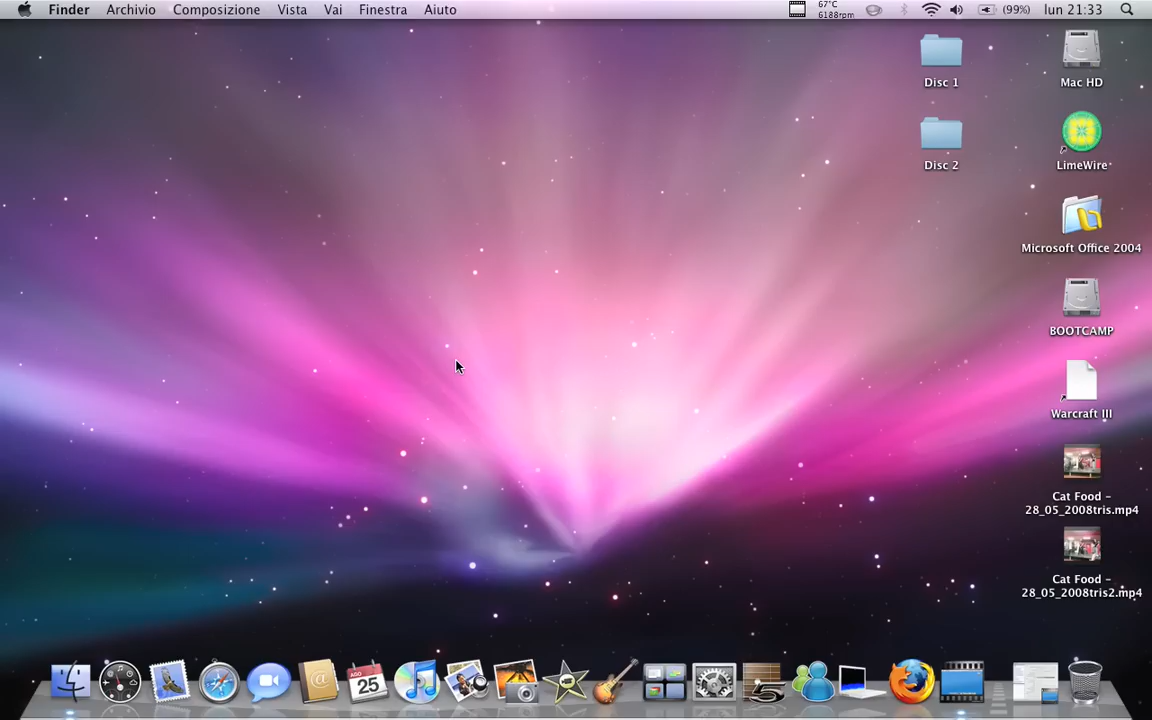 Finder Archivio Composizione Vista Vai Finestra Aiuto 67°C 6188rpm (99%) lun 21:33
Disc 1
Mac HD
Disc 2
LimeWire
Microsoft Office 2004
BOOTCAMP
Warcraft III
Cat Food -
28_05_2008tris.mp4
Cat Food -
28_05_2008tris2.mp4
AGO
25